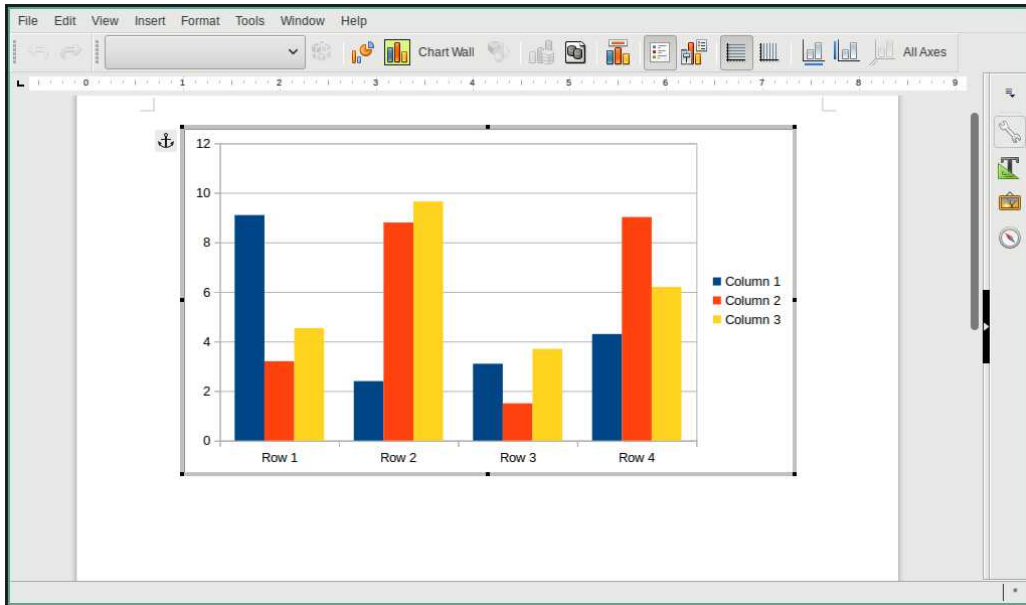 File Edit View Insert Format Tools Window Help
Chart Wall All Axes
0 1 2 3 4 5 6 7 8 9
12
10
8
6
4
2
0
Row 1 Row 2 Row 3 Row 4
Column 1
Column 2
Column 3